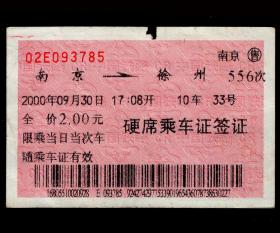 02E093785 南京 售
南京 → 徐州 556次
2000年09月30日 17:08开 10车 33号
全价2.00元 硬席乘车证签证
限乘当日当次车
随乘车证有效